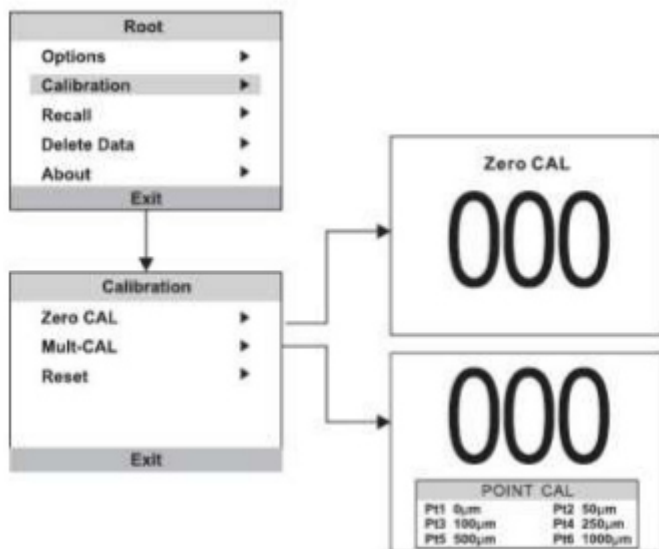 Root
Options
Calibration
Recall
Delete Data
About
Exit
Calibration
Zero CAL
Mult-CAL
Reset
Exit
Zero CAL
000
000
POINT CAL
Pt1 0µm Pt2 50µm
Pt3 100µm Pt4 250µm
Pt5 500µm Pt6 1000µm